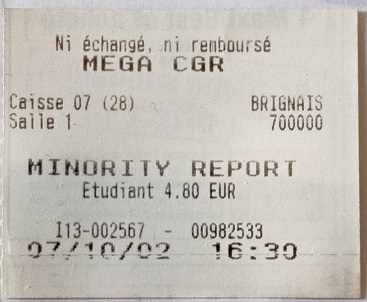 Ni échangé, ni remboursé
MEGA CGR
Caisse 07 (28) BRIGNAIS
Salle 1 700000
MINORITY REPORT
Etudiant 4.80 EUR
I13-002567 - 00982533
07/10/02 16:30